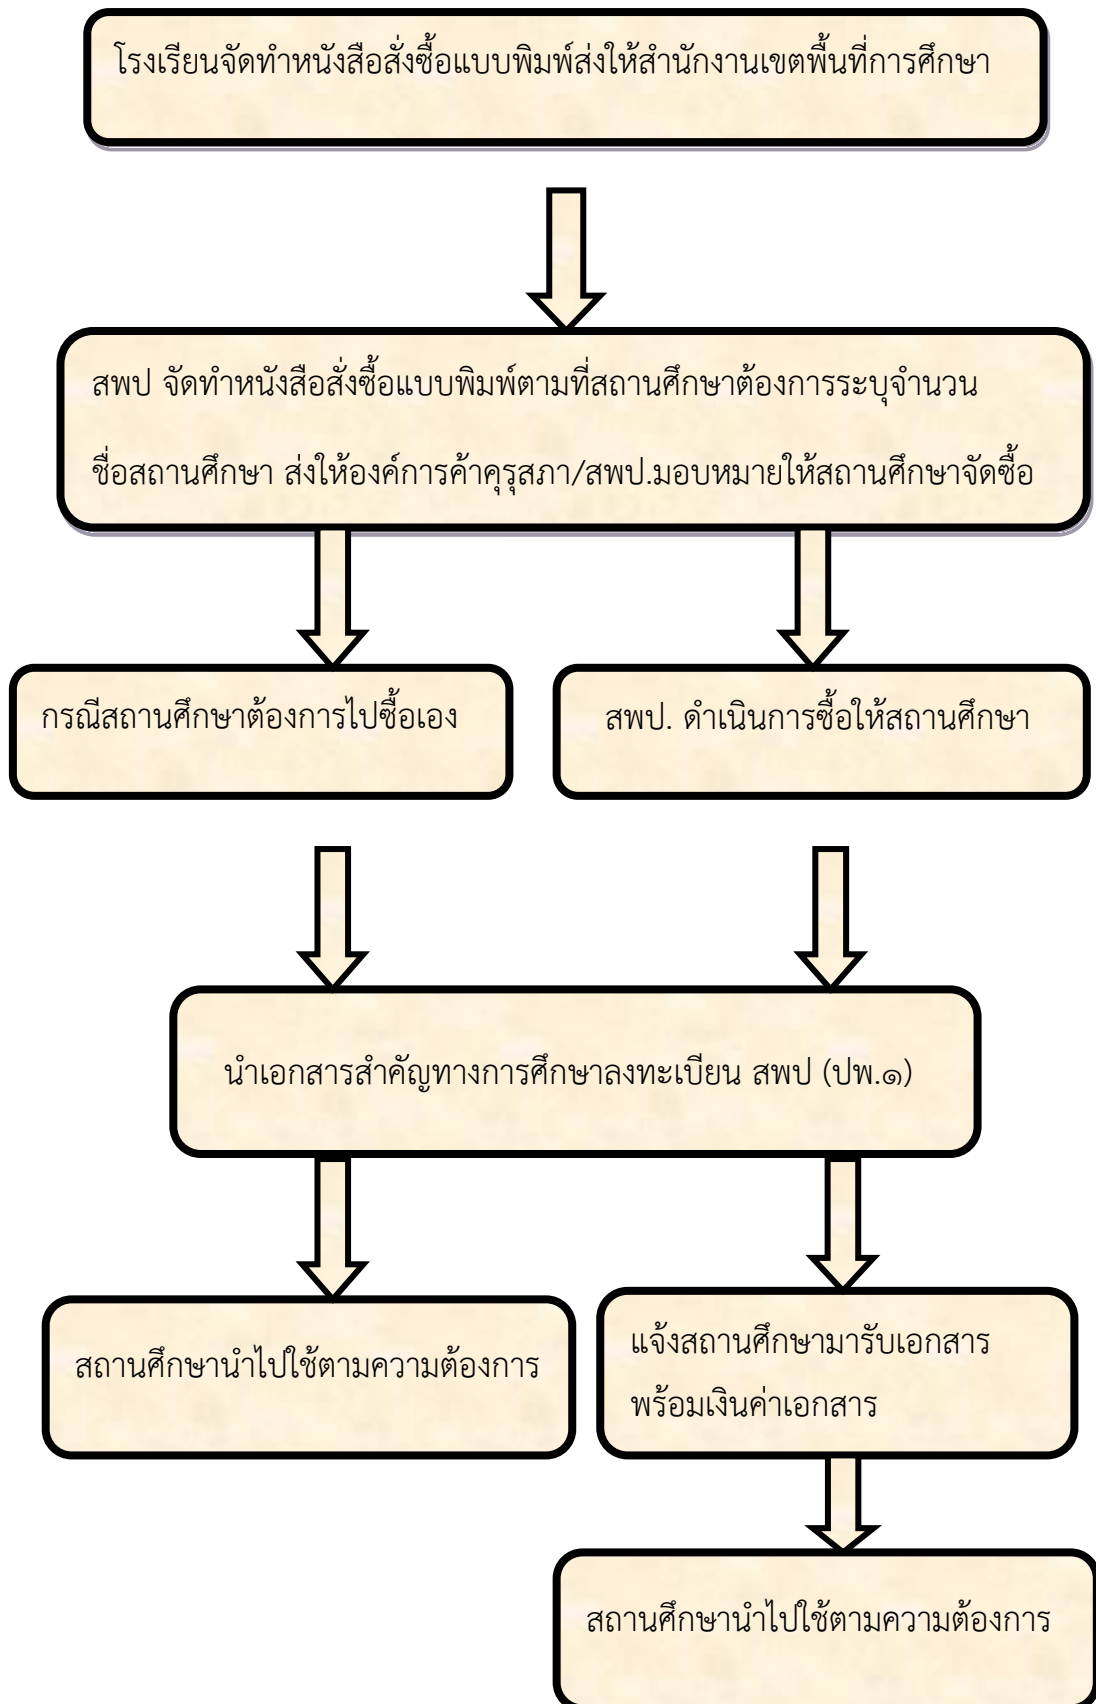 โรงเรียนจัดทำหนังสือสั่งซื้อแบบพิมพ์ส่งให้สำนักงานเขตพื้นที่การศึกษา
สพป จัดทำหนังสือสั่งซื้อแบบพิมพ์ตามที่สถานศึกษาต้องการระบุจำนวน
ชื่อสถานศึกษา ส่งให้องค์การค้าคุรุสภา/สพป.มอบหมายให้สถานศึกษาจัดซื้อ
กรณีสถานศึกษาต้องการไปซื้อเอง
สพป. ดำเนินการซื้อให้สถานศึกษา
นำเอกสารสำคัญทางการศึกษาลงทะเบียน สพป (ปพ.๑)
สถานศึกษานำไปใช้ตามความต้องการ
แจ้งสถานศึกษามารับเอกสาร
พร้อมเงินค่าเอกสาร
สถานศึกษานำไปใช้ตามความต้องการ